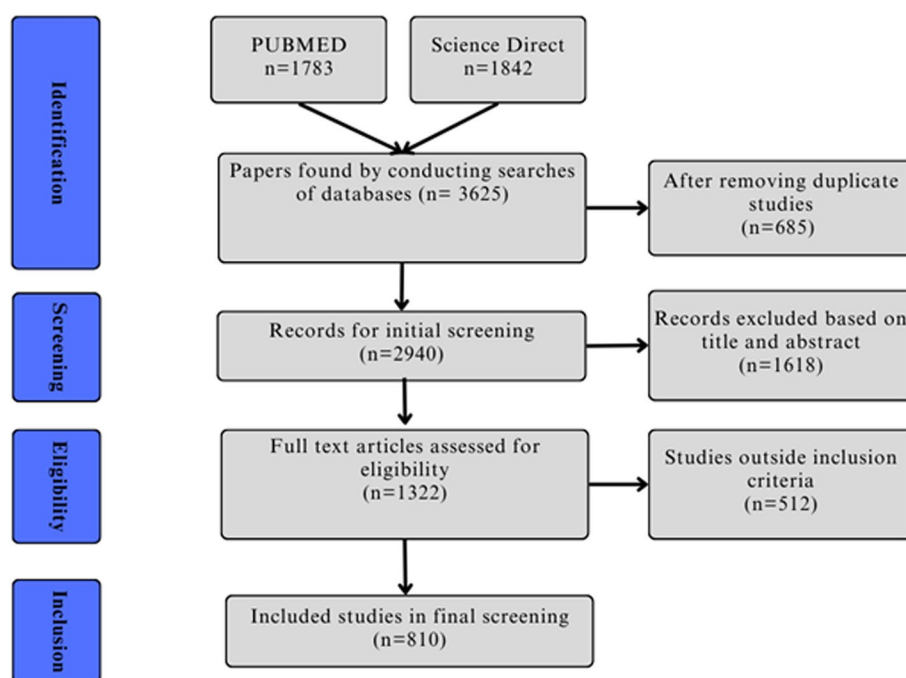 Identification
PUBMED
n=1783
Science Direct
n=1842
Papers found by conducting searches
of databases (n= 3625)
After removing duplicate
studies
(n=685)
Screening
Records for initial screening
(n=2940)
Records excluded based on
title and abstract
(n=1618)
Eligibility
Full text articles assessed for
eligibility
(n=1322)
Studies outside inclusion
criteria
(n=512)
Inclusion
Included studies in final screening
(n=810)